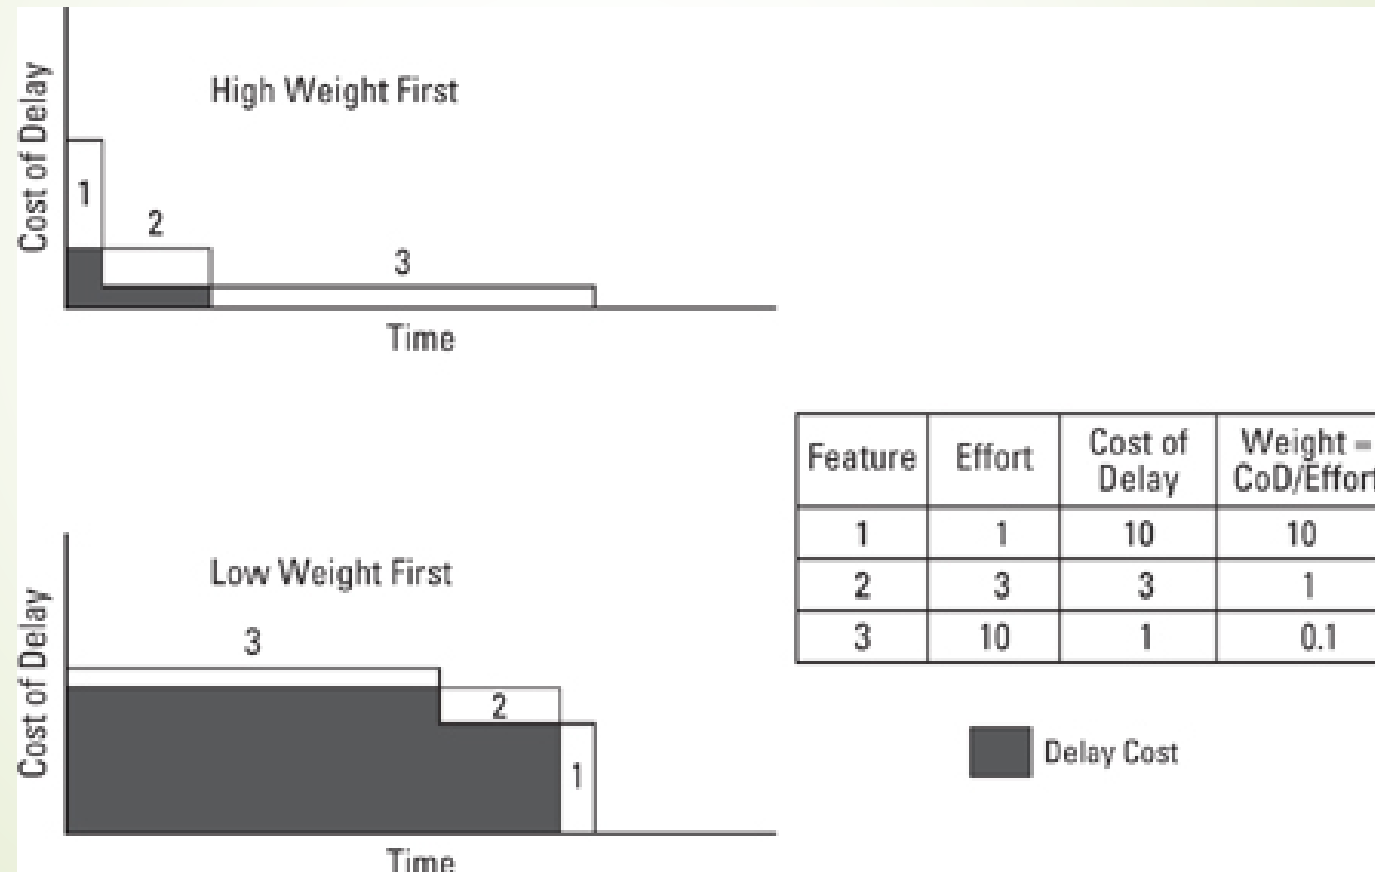 Cost of Delay
High Weight First
1
2
3
Time
Cost of Delay
Low Weight First
3
2
1
Time
Feature Effort Cost of Delay Weight = CoD/Effort
1 1 10 10
2 3 3 1
3 10 1 0.1
Delay Cost